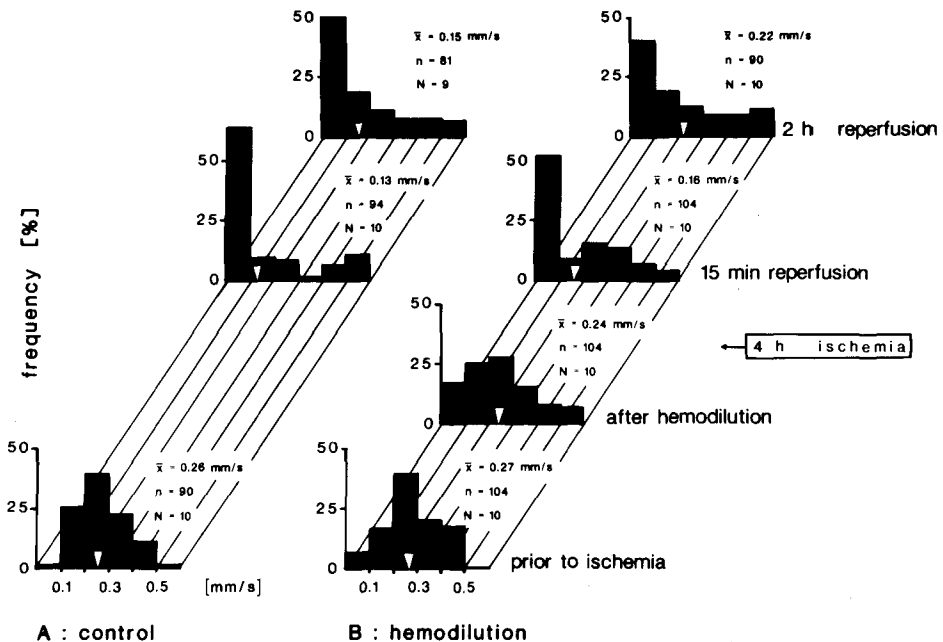 50
25
0
x̄ = 0.15 mm/s
n = 81
N = 9
50
25
0
x̄ = 0.22 mm/s
n = 90
N = 10
2 h reperfusion
50
25
0
x̄ = 0.13 mm/s
n = 94
N = 10
50
25
0
x̄ = 0.16 mm/s
n = 104
N = 10
15 min reperfusion
frequency [%]
50
25
0
x̄ = 0.24 mm/s
n = 104
N = 10
4 h ischemia
after hemodilution
50
25
0
x̄ = 0.26 mm/s
n = 90
N = 10
50
25
0
x̄ = 0.27 mm/s
n = 104
N = 10
prior to ischemia
0.1 0.3 0.5 [mm/s]
0.1 0.3 0.5
A : control
B : hemodilution